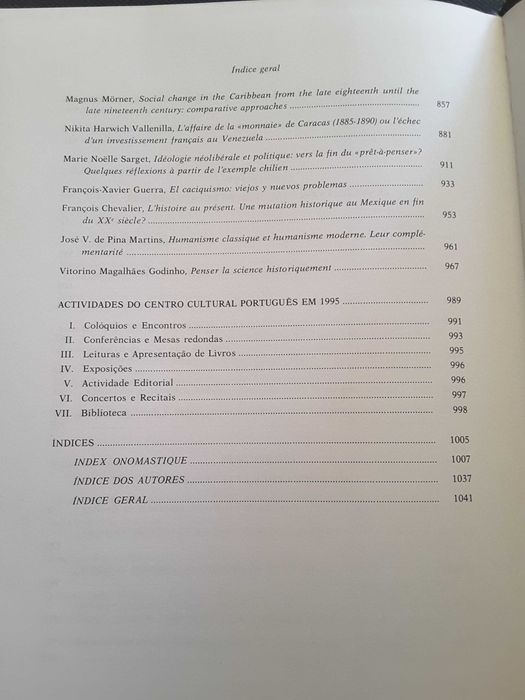 Índice geral
Magnus Mörner, Social change in the Caribbean from the late eighteenth until the
late nineteenth century: comparative approaches ........ 857
Nikita Harwich Vallenilla, L'affaire de la «monnaie» de Caracas (1885-1890) ou l'échec
d'un investissement français au Venezuela ........ 881
Marie Noëlle Sarget, Idéologie néolibérale et politique: vers la fin du «prêt-à-penser»?
Quelques réflexions à partir de l'exemple chilien ........ 911
François-Xavier Guerra, El caciquismo: viejos y nuevos problemas ........ 933
François Chevalier, L'histoire au présent. Une mutation historique au Mexique en fin
du XXe siècle? ........ 953
José V. de Pina Martins, Humanisme classique et humanisme moderne. Leur complé-
mentarité ........ 961
Vitorino Magalhães Godinho, Penser la science historiquement ........ 967
ACTIVIDADES DO CENTRO CULTURAL PORTUGUÊS EM 1995 ........ 989
I. Colóquios e Encontros ........ 991
II. Conferências e Mesas redondas ........ 993
III. Leituras e Apresentação de Livros ........ 995
IV. Exposições ........ 996
V. Actividade Editorial ........ 996
VI. Concertos e Recitais ........ 997
VII. Biblioteca ........ 998
ÍNDICES ........ 1005
INDEX ONOMASTIQUE ........ 1007
ÍNDICE DOS AUTORES ........ 1037
ÍNDICE GERAL ........ 1041